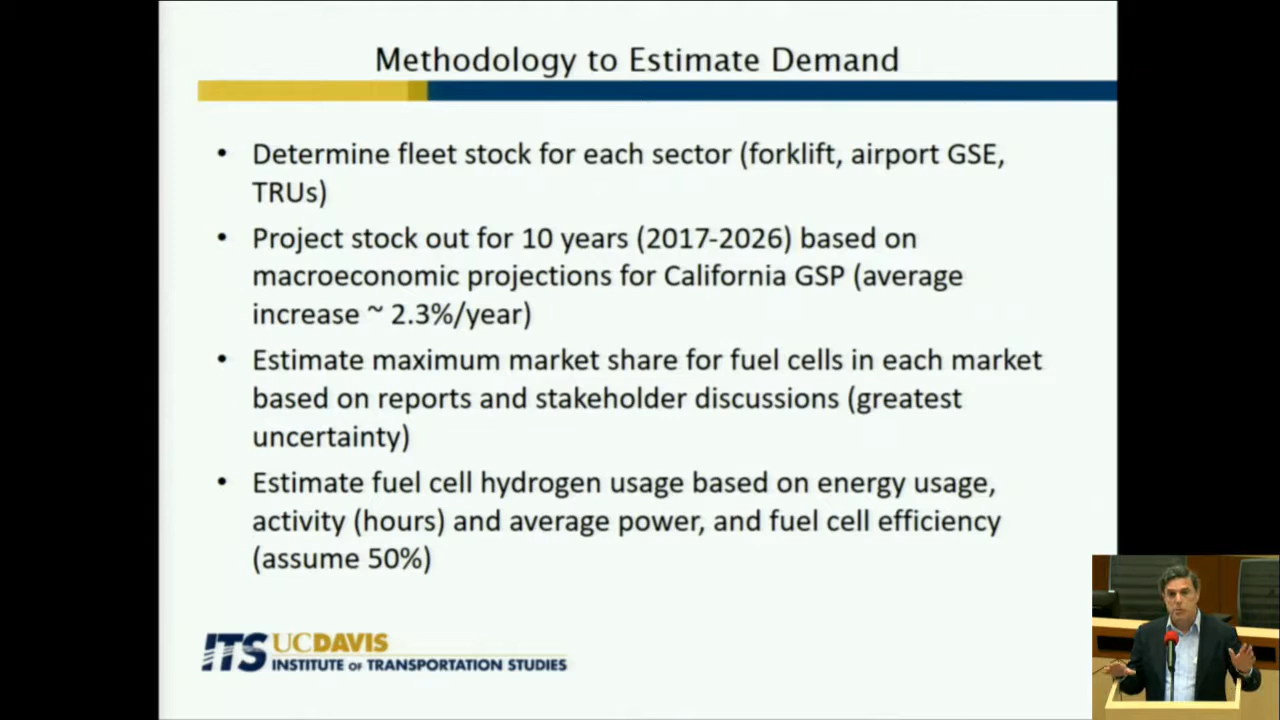 Methodology to Estimate Demand
• Determine fleet stock for each sector (forklift, airport GSE,
TRUs)
• Project stock out for 10 years (2017-2026) based on
macroeconomic projections for California GSP (average
increase ~ 2.3%/year)
• Estimate maximum market share for fuel cells in each market
based on reports and stakeholder discussions (greatest
uncertainty)
• Estimate fuel cell hydrogen usage based on energy usage,
activity (hours) and average power, and fuel cell efficiency
(assume 50%)
ITS UCDAVIS
INSTITUTE OF TRANSPORTATION STUDIES